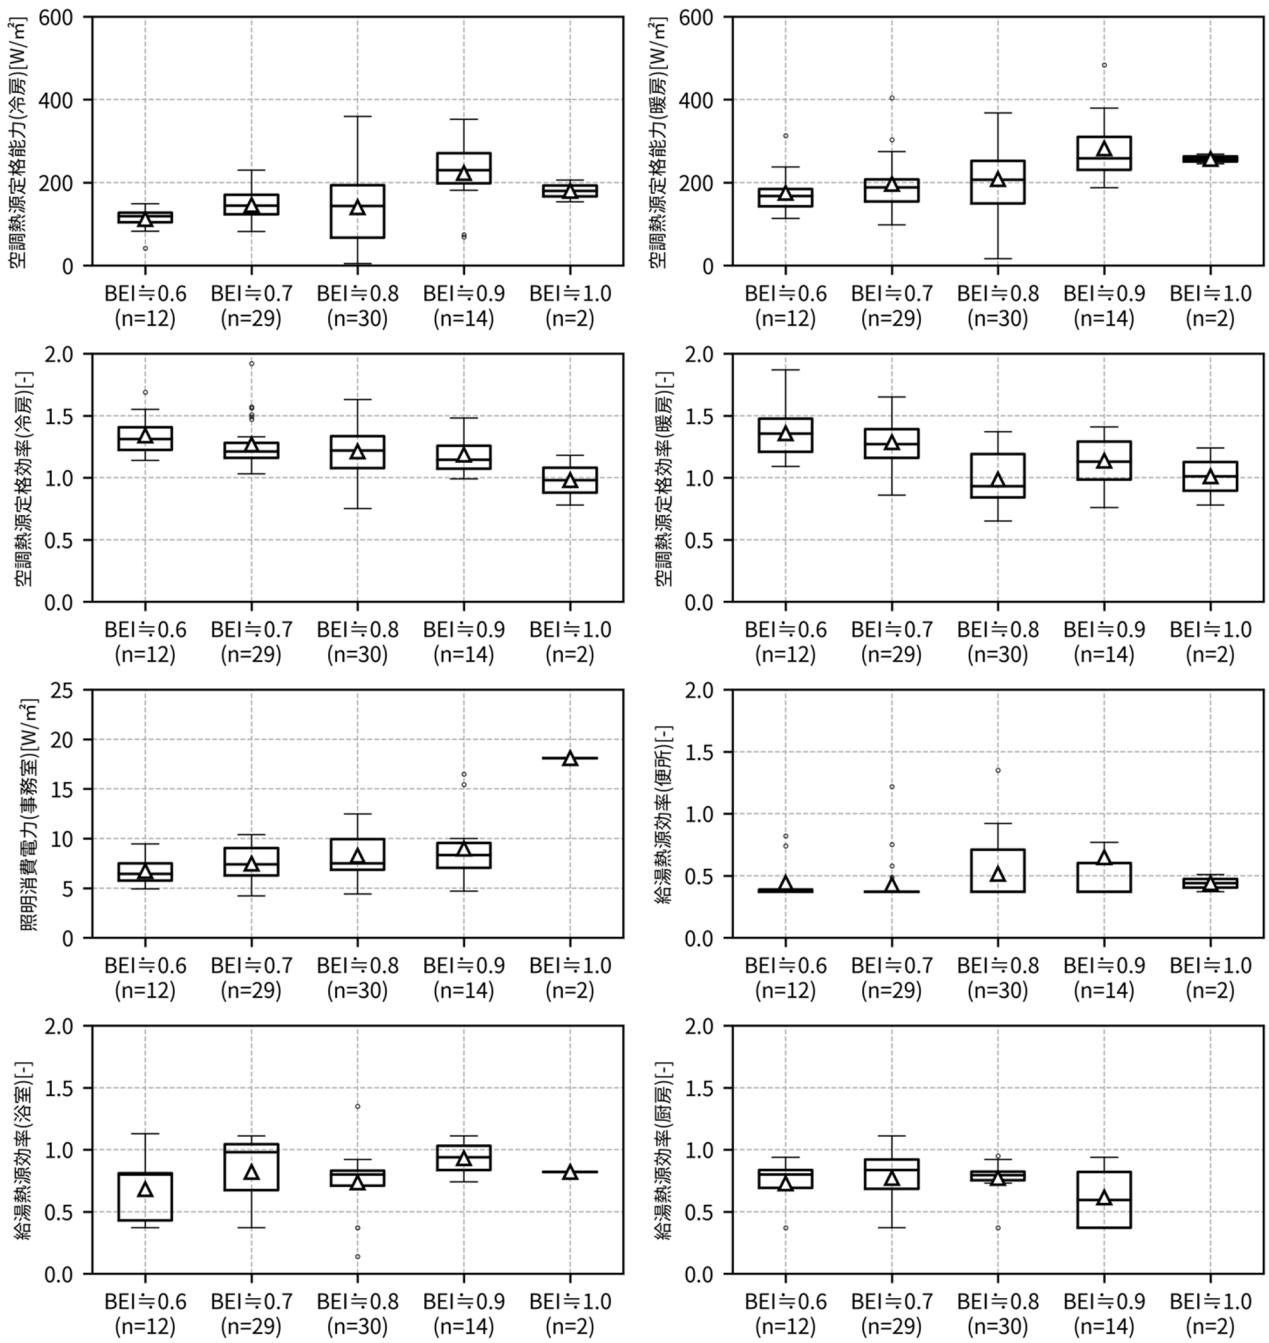 空調熱源定格能力(冷房)[W/㎡]
600
400
200
0
BEI≒0.6 BEI≒0.7 BEI≒0.8 BEI≒0.9 BEI≒1.0
(n=12) (n=29) (n=30) (n=14) (n=2)
空調熱源定格能力(暖房)[W/㎡]
600
400
200
0
BEI≒0.6 BEI≒0.7 BEI≒0.8 BEI≒0.9 BEI≒1.0
(n=12) (n=29) (n=30) (n=14) (n=2)
空調熱源定格効率(冷房)[-]
2.0
1.5
1.0
0.5
0.0
BEI≒0.6 BEI≒0.7 BEI≒0.8 BEI≒0.9 BEI≒1.0
(n=12) (n=29) (n=30) (n=14) (n=2)
空調熱源定格効率(暖房)[-]
2.0
1.5
1.0
0.5
0.0
BEI≒0.6 BEI≒0.7 BEI≒0.8 BEI≒0.9 BEI≒1.0
(n=12) (n=29) (n=30) (n=14) (n=2)
照明消費電力(事務室)[W/㎡]
25
20
15
10
5
0
BEI≒0.6 BEI≒0.7 BEI≒0.8 BEI≒0.9 BEI≒1.0
(n=12) (n=29) (n=30) (n=14) (n=2)
給湯熱源効率(便所)[-]
2.0
1.5
1.0
0.5
0.0
BEI≒0.6 BEI≒0.7 BEI≒0.8 BEI≒0.9 BEI≒1.0
(n=12) (n=29) (n=30) (n=14) (n=2)
給湯熱源効率(浴室)[-]
2.0
1.5
1.0
0.5
0.0
BEI≒0.6 BEI≒0.7 BEI≒0.8 BEI≒0.9 BEI≒1.0
(n=12) (n=29) (n=30) (n=14) (n=2)
給湯熱源効率(厨房)[-]
2.0
1.5
1.0
0.5
0.0
BEI≒0.6 BEI≒0.7 BEI≒0.8 BEI≒0.9 BEI≒1.0
(n=12) (n=29) (n=30) (n=14) (n=2)